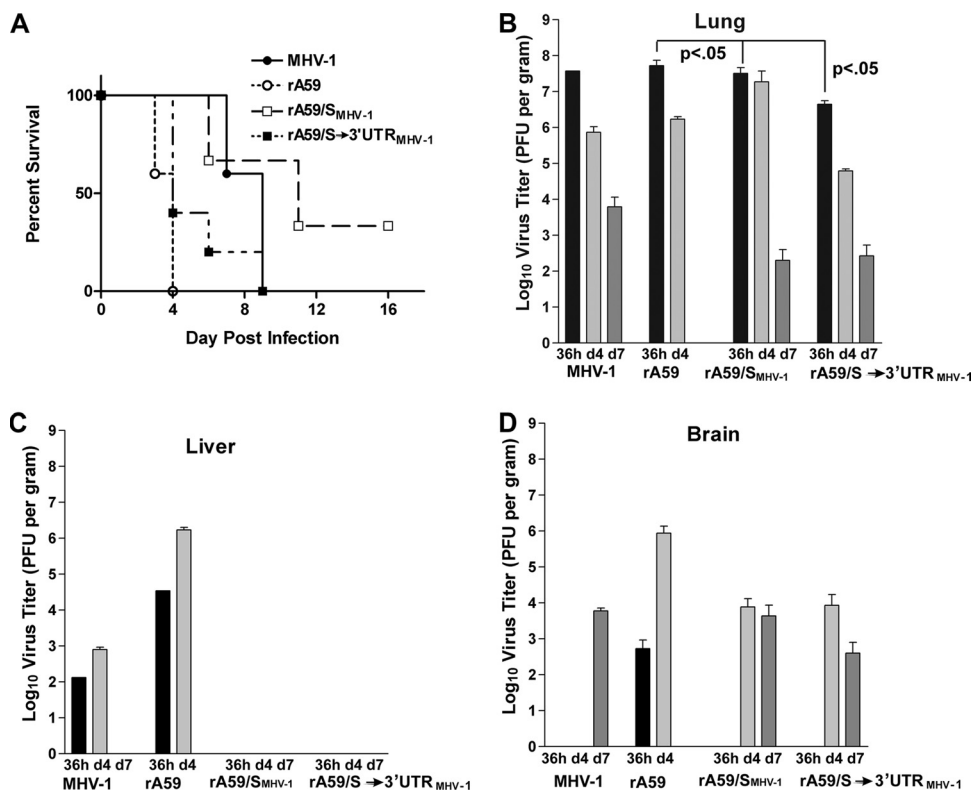 A
MHV-1
rA59
rA59/SMHV-1
rA59/S→3'UTRMHV-1
Percent Survival
100
50
0
0 4 8 12 16
Day Post Infection
B
Lung
p<.05
p<.05
Log10 Virus Titer (PFU per gram)
9
8
7
6
5
4
3
2
1
0
36h d4 d7 36h d4 36h d4 d7 36h d4 d7
MHV-1 rA59 rA59/SMHV-1 rA59/S→3'UTR MHV-1
C
Liver
Log10 Virus Titer (PFU per gram)
9
8
7
6
5
4
3
2
1
0
36h d4 d7 36h d4 36h d4 d7 36h d4 d7
MHV-1 rA59 rA59/SMHV-1 rA59/S→3'UTR MHV-1
D
Brain
Log10 Virus Titer (PFU per gram)
9
8
7
6
5
4
3
2
1
0
36h d4 d7 36h d4 36h d4 d7 36h d4 d7
MHV-1 rA59 rA59/SMHV-1 rA59/S→3'UTR MHV-1